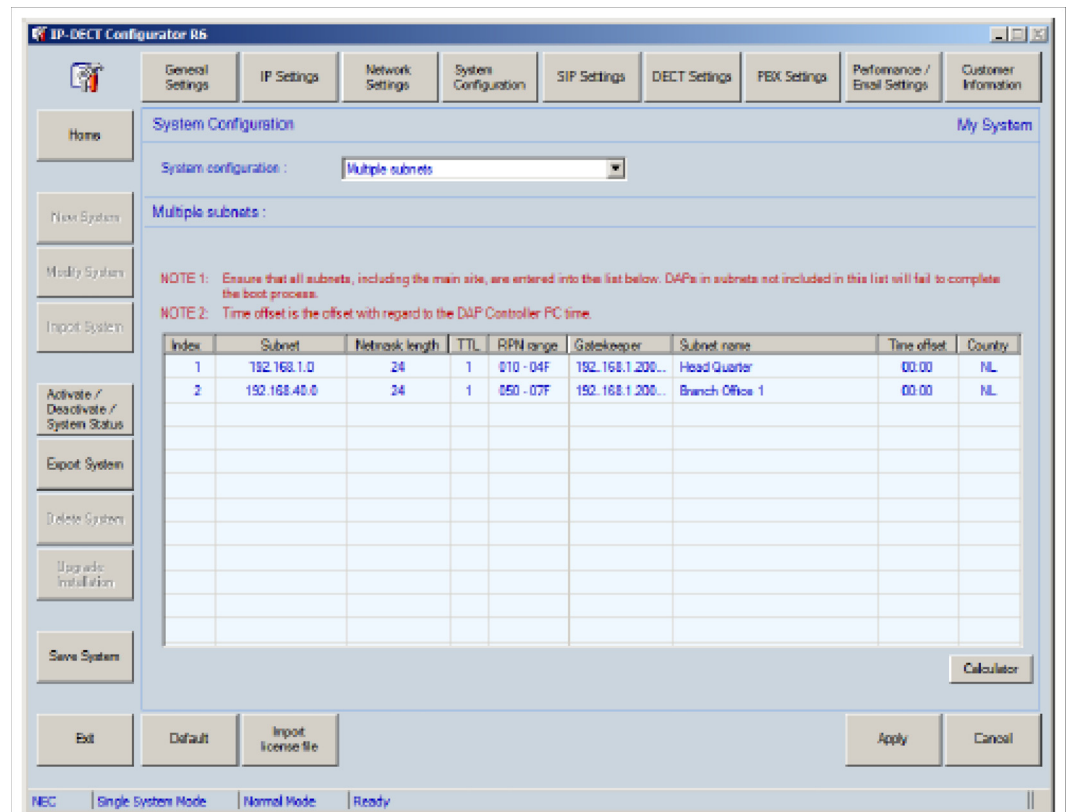 IP-DECT Configurator R6
General Settings
IP Settings
Network Settings
System Configuration
SIP Settings
DECT Settings
PBX Settings
Performance / Email Settings
Customer Information
Home
System Configuration
My System
System configuration :
Multiple subnets
New System
Multiple subnets :
Modify System
NOTE 1: Ensure that all subnets, including the main site, are entered into the list below. DAPs in subnets not included in this list will fail to complete
the boot process.
NOTE 2: Time offset is the offset with regard to the DAP Controller PC time.
Import System
Index Subnet Netmask length TTL RPN range Gatekeeper Subnet name Time offset Country
1 192.168.1.0 24 1 010 - 04F 192.168.1.200... Head Quarter 00:00 NL
2 192.168.40.0 24 1 050 - 07F 192.168.1.200... Branch Office 1 00:00 NL
Activate /
Deactivate /
System Status
Export System
Delete System
Upgrade
Installation
Save System
Calculator
Exit
Default
Import
license file
Apply
Cancel
NEC Single System Mode Normal Mode Ready